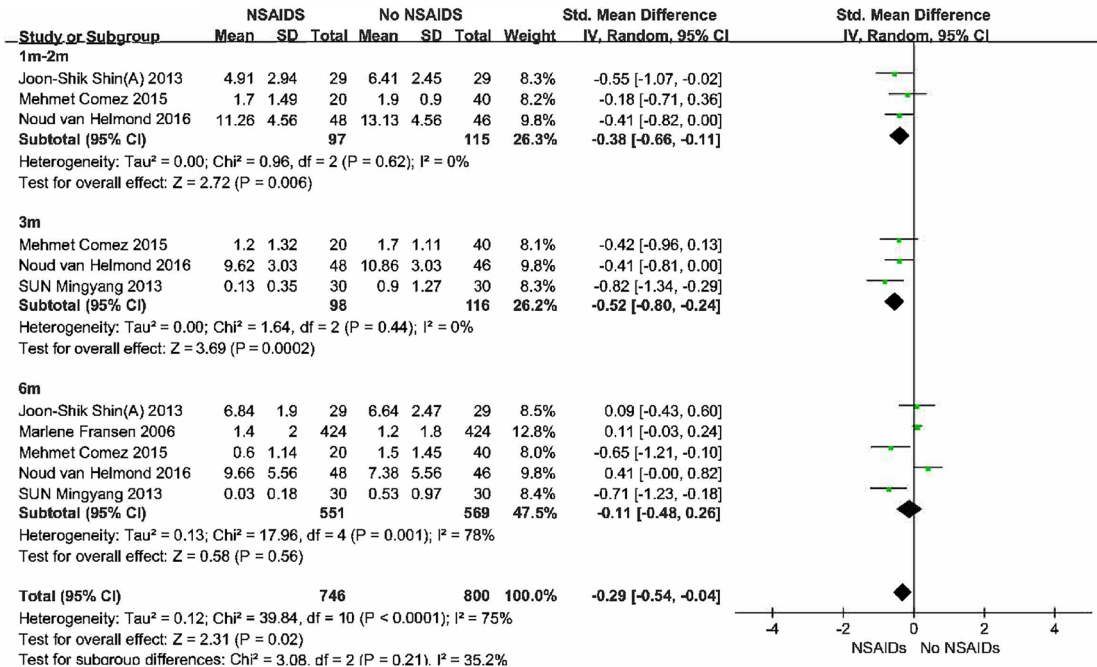 NSAIDS No NSAIDS Std. Mean Difference Std. Mean Difference
Study or Subgroup Mean SD Total Mean SD Total Weight IV, Random, 95% CI IV, Random, 95% CI
1m-2m
Joon-Shik Shin(A) 2013 4.91 2.94 29 6.41 2.45 29 8.3% -0.55 [-1.07, -0.02]
Mehmet Comez 2015 1.7 1.49 20 1.9 0.9 40 8.2% -0.18 [-0.71, 0.36]
Noud van Helmond 2016 11.26 4.56 48 13.13 4.56 46 9.8% -0.41 [-0.82, 0.00]
Subtotal (95% CI) 97 115 26.3% -0.38 [-0.66, -0.11]
Heterogeneity: Tau² = 0.00; Chi² = 0.96, df = 2 (P = 0.62); I² = 0%
Test for overall effect: Z = 2.72 (P = 0.006)
3m
Mehmet Comez 2015 1.2 1.32 20 1.7 1.11 40 8.1% -0.42 [-0.96, 0.13]
Noud van Helmond 2016 9.62 3.03 48 10.86 3.03 46 9.8% -0.41 [-0.81, 0.00]
SUN Mingyang 2013 0.13 0.35 30 0.9 1.27 30 8.3% -0.82 [-1.34, -0.29]
Subtotal (95% CI) 98 116 26.2% -0.52 [-0.80, -0.24]
Heterogeneity: Tau² = 0.00; Chi² = 1.64, df = 2 (P = 0.44); I² = 0%
Test for overall effect: Z = 3.69 (P = 0.0002)
6m
Joon-Shik Shin(A) 2013 6.84 1.9 29 6.64 2.47 29 8.5% 0.09 [-0.43, 0.60]
Marlene Fransen 2006 1.4 2 424 1.2 1.8 424 12.8% 0.11 [-0.03, 0.24]
Mehmet Comez 2015 0.6 1.14 20 1.5 1.45 40 8.0% -0.65 [-1.21, -0.10]
Noud van Helmond 2016 9.66 5.56 48 7.38 5.56 46 9.8% 0.41 [-0.00, 0.82]
SUN Mingyang 2013 0.03 0.18 30 0.53 0.97 30 8.4% -0.71 [-1.23, -0.18]
Subtotal (95% CI) 551 569 47.5% -0.11 [-0.48, 0.26]
Heterogeneity: Tau² = 0.13; Chi² = 17.96, df = 4 (P = 0.001); I² = 78%
Test for overall effect: Z = 0.58 (P = 0.56)
Total (95% CI) 746 800 100.0% -0.29 [-0.54, -0.04]
Heterogeneity: Tau² = 0.12; Chi² = 39.84, df = 10 (P < 0.0001); I² = 75%
Test for overall effect: Z = 2.31 (P = 0.02)
Test for subgroup differences: Chi² = 3.08, df = 2 (P = 0.21), I² = 35.2%
-4 -2 0 2 4
NSAIDs No NSAIDs